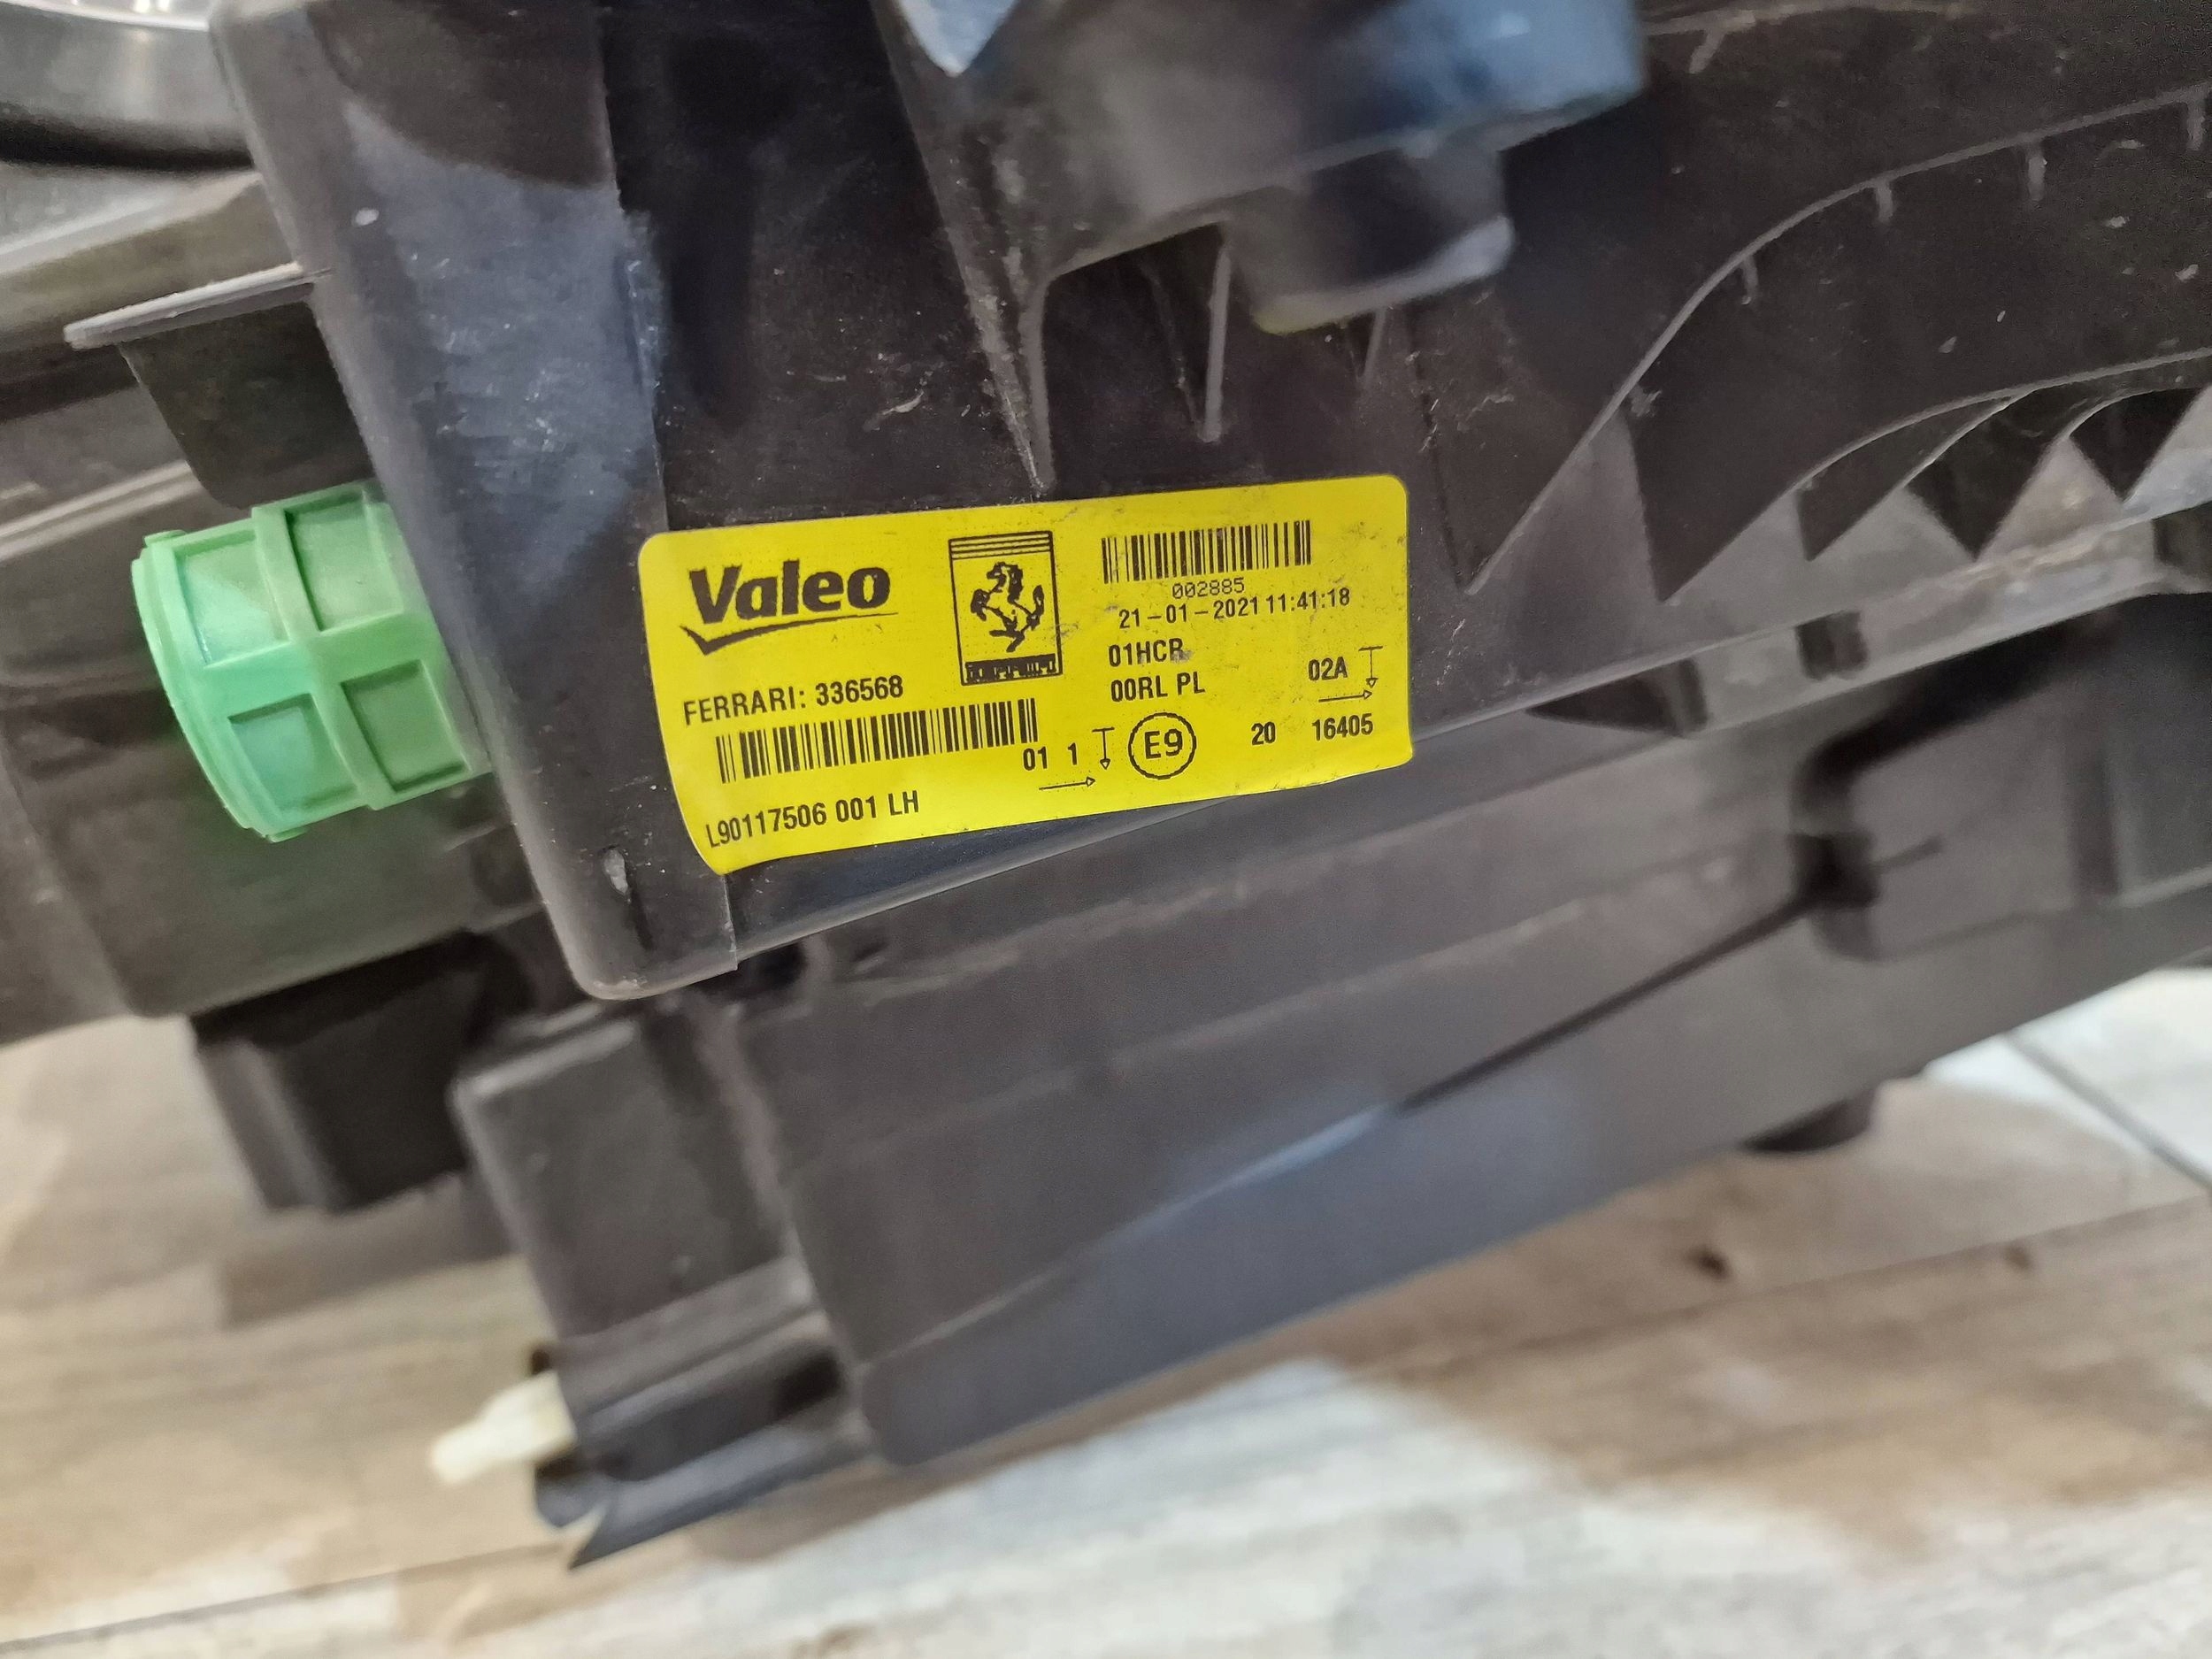 Valeo
FERRARI: 336568
L90117506 001 LH
002885
21-01-2021 11:41:18
01HCR
00RL PL
02A
01 1
E9
20
16405